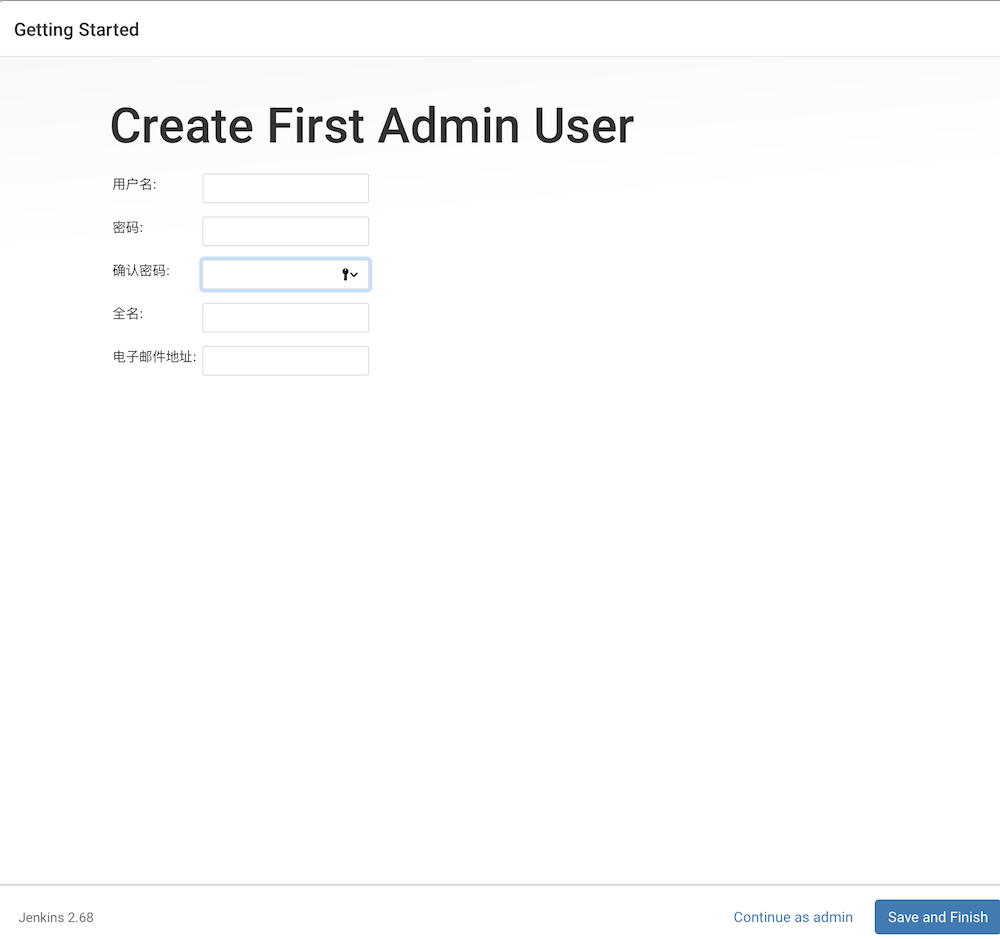 Getting Started
Create First Admin User
用户名:
密码:
确认密码:
全名:
电子邮件地址:
Jenkins 2.68
Continue as admin
Save and Finish